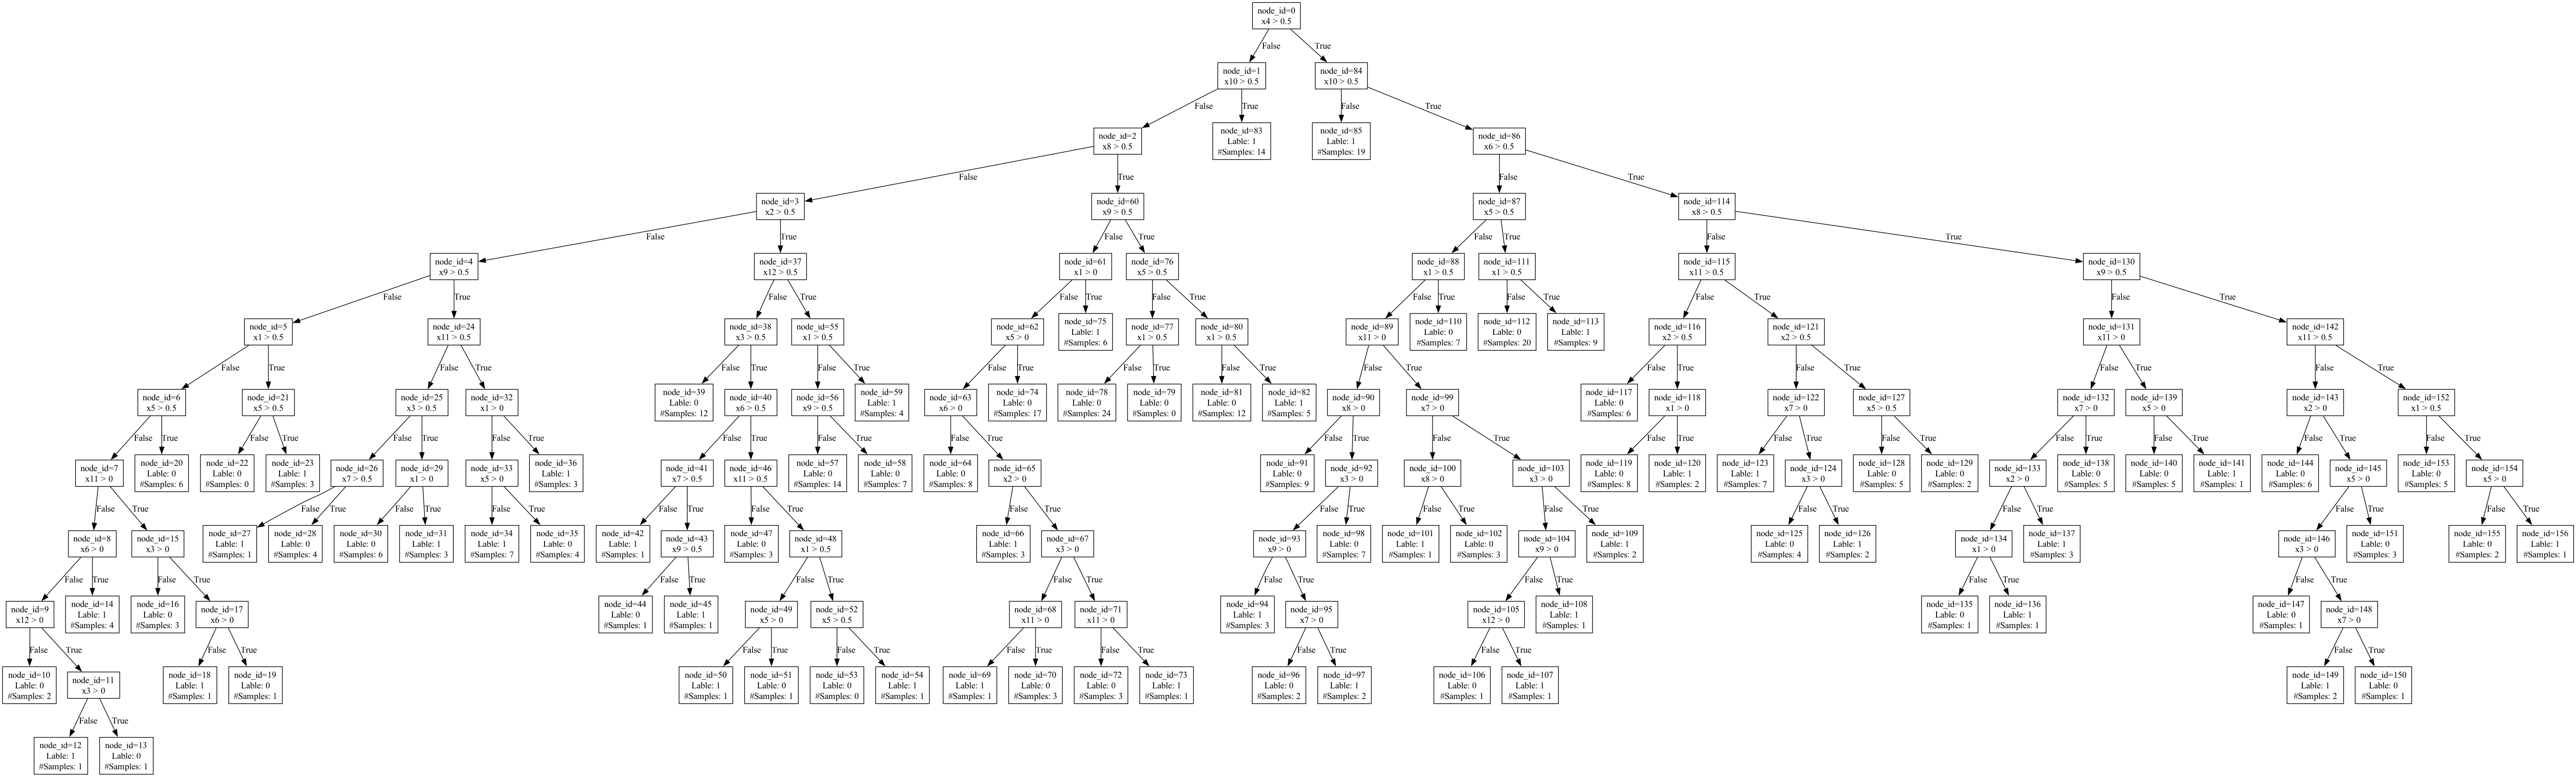 node_id=0
x4 > 0.5
False
True
node_id=1
x10 > 0.5
node_id=84
x10 > 0.5
False
True
False
True
node_id=2
x8 > 0.5
node_id=83
Lable: 1
#Samples: 14
node_id=85
Lable: 1
#Samples: 19
node_id=86
x6 > 0.5
False
True
False
True
node_id=3
x2 > 0.5
node_id=60
x9 > 0.5
node_id=87
x5 > 0.5
node_id=114
x8 > 0.5
False
True
False
True
False
True
False
True
node_id=4
x9 > 0.5
node_id=37
x12 > 0.5
node_id=61
x1 > 0
node_id=76
x5 > 0.5
node_id=88
x1 > 0.5
node_id=111
x1 > 0.5
node_id=115
x11 > 0.5
node_id=130
x9 > 0.5
False
True
False
True
False
True
False
True
False
True
False
True
False
True
False
True
node_id=5
x1 > 0.5
node_id=24
x11 > 0.5
node_id=38
x3 > 0.5
node_id=55
x1 > 0.5
node_id=62
x5 > 0
node_id=75
Lable: 1
#Samples: 6
node_id=77
x1 > 0.5
node_id=80
x1 > 0.5
node_id=89
x11 > 0
node_id=110
Lable: 0
#Samples: 7
node_id=112
Lable: 0
#Samples: 20
node_id=113
Lable: 1
#Samples: 9
node_id=116
x2 > 0.5
node_id=121
x2 > 0.5
node_id=131
x11 > 0
node_id=142
x11 > 0.5
False
True
False
True
False
True
False
True
False
True
False
True
False
True
False
True
False
True
False
True
False
True
False
True
node_id=6
x5 > 0.5
node_id=21
x5 > 0.5
node_id=25
x3 > 0.5
node_id=32
x1 > 0
node_id=39
Lable: 0
#Samples: 12
node_id=40
x6 > 0.5
node_id=56
x9 > 0.5
node_id=59
Lable: 1
#Samples: 4
node_id=63
x6 > 0
node_id=74
Lable: 0
#Samples: 17
node_id=78
Lable: 0
#Samples: 24
node_id=79
Lable: 0
#Samples: 0
node_id=81
Lable: 0
#Samples: 12
node_id=82
Lable: 1
#Samples: 5
node_id=90
x8 > 0
node_id=99
x7 > 0
node_id=117
Lable: 0
#Samples: 6
node_id=118
x1 > 0
node_id=122
x7 > 0
node_id=127
x5 > 0.5
node_id=132
x7 > 0
node_id=139
x5 > 0
node_id=143
x2 > 0
node_id=152
x1 > 0.5
False
True
False
True
False
True
False
True
False
True
False
True
False
True
False
True
False
True
False
True
False
True
False
True
False
True
False
True
False
True
False
True
node_id=7
x11 > 0
node_id=20
Lable: 0
#Samples: 6
node_id=22
Lable: 0
#Samples: 0
node_id=23
Lable: 1
#Samples: 3
node_id=26
x7 > 0.5
node_id=29
x1 > 0
node_id=33
x5 > 0
node_id=36
Lable: 1
#Samples: 3
node_id=41
x7 > 0.5
node_id=46
x11 > 0.5
node_id=57
Lable: 0
#Samples: 14
node_id=58
Lable: 0
#Samples: 7
node_id=64
Lable: 0
#Samples: 8
node_id=65
x2 > 0
node_id=91
Lable: 0
#Samples: 9
node_id=92
x3 > 0
node_id=100
x8 > 0
node_id=103
x3 > 0
node_id=119
Lable: 0
#Samples: 8
node_id=120
Lable: 1
#Samples: 2
node_id=123
Lable: 1
#Samples: 7
node_id=124
x3 > 0
node_id=128
Lable: 0
#Samples: 5
node_id=129
Lable: 0
#Samples: 2
node_id=133
x2 > 0
node_id=138
Lable: 0
#Samples: 5
node_id=140
Lable: 0
#Samples: 5
node_id=141
Lable: 1
#Samples: 1
node_id=144
Lable: 0
#Samples: 6
node_id=145
x5 > 0
node_id=153
Lable: 0
#Samples: 5
node_id=154
x5 > 0
False
True
False
True
False
True
False
True
False
True
False
True
False
True
False
True
False
True
False
True
False
True
False
True
False
True
False
True
node_id=8
x6 > 0
node_id=15
x3 > 0
node_id=27
Lable: 1
#Samples: 1
node_id=28
Lable: 0
#Samples: 4
node_id=30
Lable: 0
#Samples: 6
node_id=31
Lable: 1
#Samples: 3
node_id=34
Lable: 1
#Samples: 7
node_id=35
Lable: 0
#Samples: 4
node_id=42
Lable: 1
#Samples: 1
node_id=43
x9 > 0.5
node_id=47
Lable: 0
#Samples: 3
node_id=48
x1 > 0.5
node_id=66
Lable: 1
#Samples: 3
node_id=67
x3 > 0
node_id=93
x9 > 0
node_id=98
Lable: 0
#Samples: 7
node_id=101
Lable: 1
#Samples: 1
node_id=102
Lable: 0
#Samples: 3
node_id=104
x9 > 0
node_id=109
Lable: 1
#Samples: 2
node_id=125
Lable: 0
#Samples: 4
node_id=126
Lable: 1
#Samples: 2
node_id=134
x1 > 0
node_id=137
Lable: 1
#Samples: 3
node_id=146
x3 > 0
node_id=151
Lable: 0
#Samples: 3
node_id=155
Lable: 0
#Samples: 2
node_id=156
Lable: 1
#Samples: 1
False
True
False
True
False
True
False
True
False
True
False
True
False
True
False
True
False
True
node_id=9
x12 > 0
node_id=14
Lable: 1
#Samples: 4
node_id=16
Lable: 0
#Samples: 3
node_id=17
x6 > 0
node_id=44
Lable: 0
#Samples: 1
node_id=45
Lable: 1
#Samples: 1
node_id=49
x5 > 0
node_id=52
x5 > 0.5
node_id=68
x11 > 0
node_id=71
x11 > 0
node_id=94
Lable: 1
#Samples: 3
node_id=95
x7 > 0
node_id=105
x12 > 0
node_id=108
Lable: 1
#Samples: 1
node_id=135
Lable: 0
#Samples: 1
node_id=136
Lable: 1
#Samples: 1
node_id=147
Lable: 0
#Samples: 1
node_id=148
x7 > 0
False
True
False
True
False
True
False
True
False
True
False
True
False
True
False
True
False
True
node_id=10
Lable: 0
#Samples: 2
node_id=11
x3 > 0
node_id=18
Lable: 1
#Samples: 1
node_id=19
Lable: 0
#Samples: 1
node_id=50
Lable: 1
#Samples: 1
node_id=51
Lable: 0
#Samples: 1
node_id=53
Lable: 0
#Samples: 0
node_id=54
Lable: 1
#Samples: 1
node_id=69
Lable: 1
#Samples: 1
node_id=70
Lable: 0
#Samples: 3
node_id=72
Lable: 0
#Samples: 3
node_id=73
Lable: 1
#Samples: 1
node_id=96
Lable: 0
#Samples: 2
node_id=97
Lable: 1
#Samples: 2
node_id=106
Lable: 0
#Samples: 1
node_id=107
Lable: 1
#Samples: 1
node_id=149
Lable: 1
#Samples: 2
node_id=150
Lable: 0
#Samples: 1
False
True
node_id=12
Lable: 1
#Samples: 1
node_id=13
Lable: 0
#Samples: 1